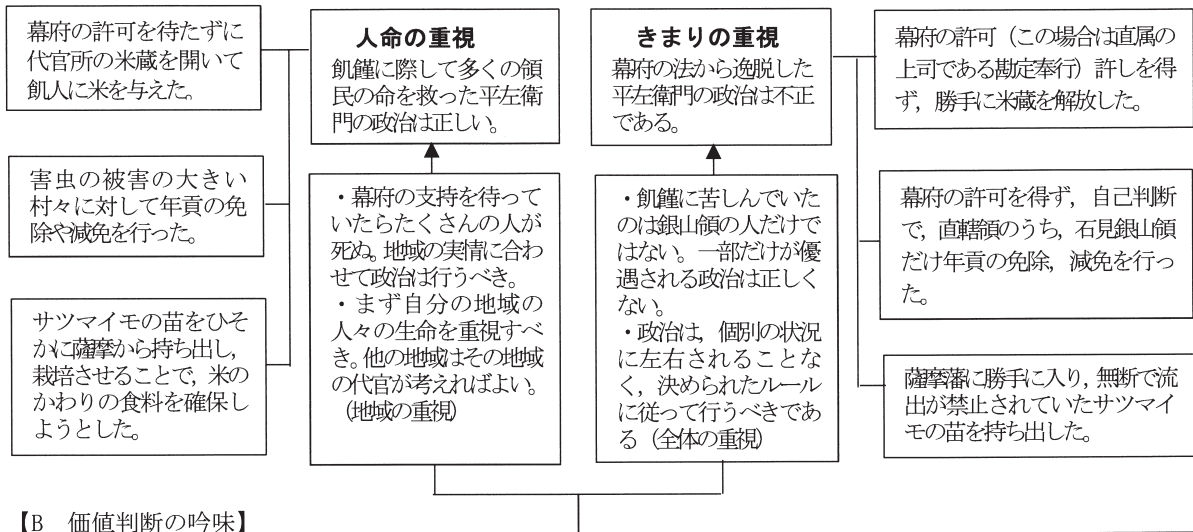 幕府の許可を待たずに
代官所の米蔵を開いて
飢人に米を与えた。
害虫の被害の大きい
村々に対して年貢の免
除や減免を行った。
サツマイモの苗をひそ
かに薩摩から持ち出し，
栽培させることで，米の
かわりの食料を確保し
ようとした。
人命の重視
飢饉に際して多くの領
民の命を救った平左衛
門の政治は正しい。
・幕府の支持を待って
いたらたくさんの人が
死ぬ。地域の実情に合わ
せて政治は行うべき。
・まず自分の地域の
人々の生命を重視すべ
き。他の地域はその地域
の代官が考えればよい。
（地域の重視）
きまりの重視
幕府の法から逸脱した
平左衛門の政治は不正
である。
・飢饉に苦しんでいた
のは銀山領の人だけで
はない。一部だけが優
遇される政治は正しく
ない。
・政治は，個別の状況
に左右されることな
く，決められたルール
に従って行うべきであ
る（全体の重視）
幕府の許可（この場合は直属の
上司である勘定奉行）許しを得
ず，勝手に米蔵を解放した。
幕府の許可を得ず，自己判断
で，直轄領のうち，石見銀山領
だけ年貢の免除，減免を行っ
た。
薩摩藩に勝手に入り，無断で流
出が禁止されていたサツマイ
モの苗を持ち出した。
【B 価値判断の吟味】